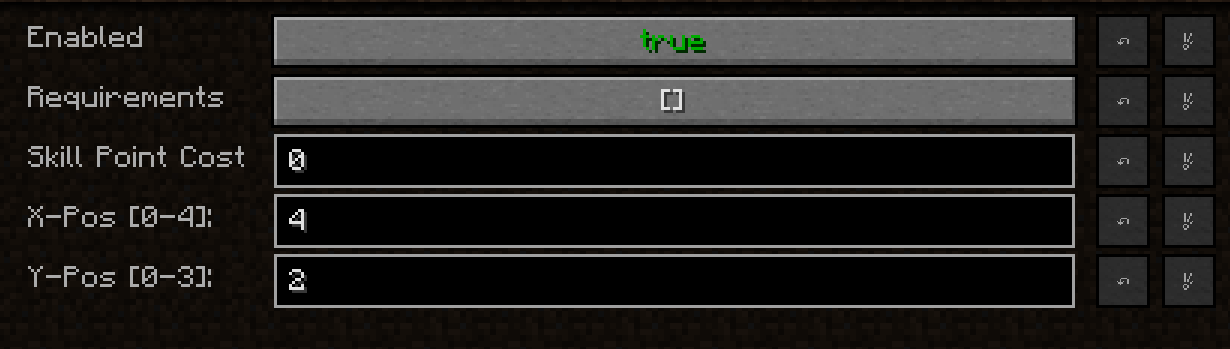 Enabled true
Requirements []
Skill Point Cost 0
X-Pos [0-4]: 4
Y-Pos [0-3]: 2